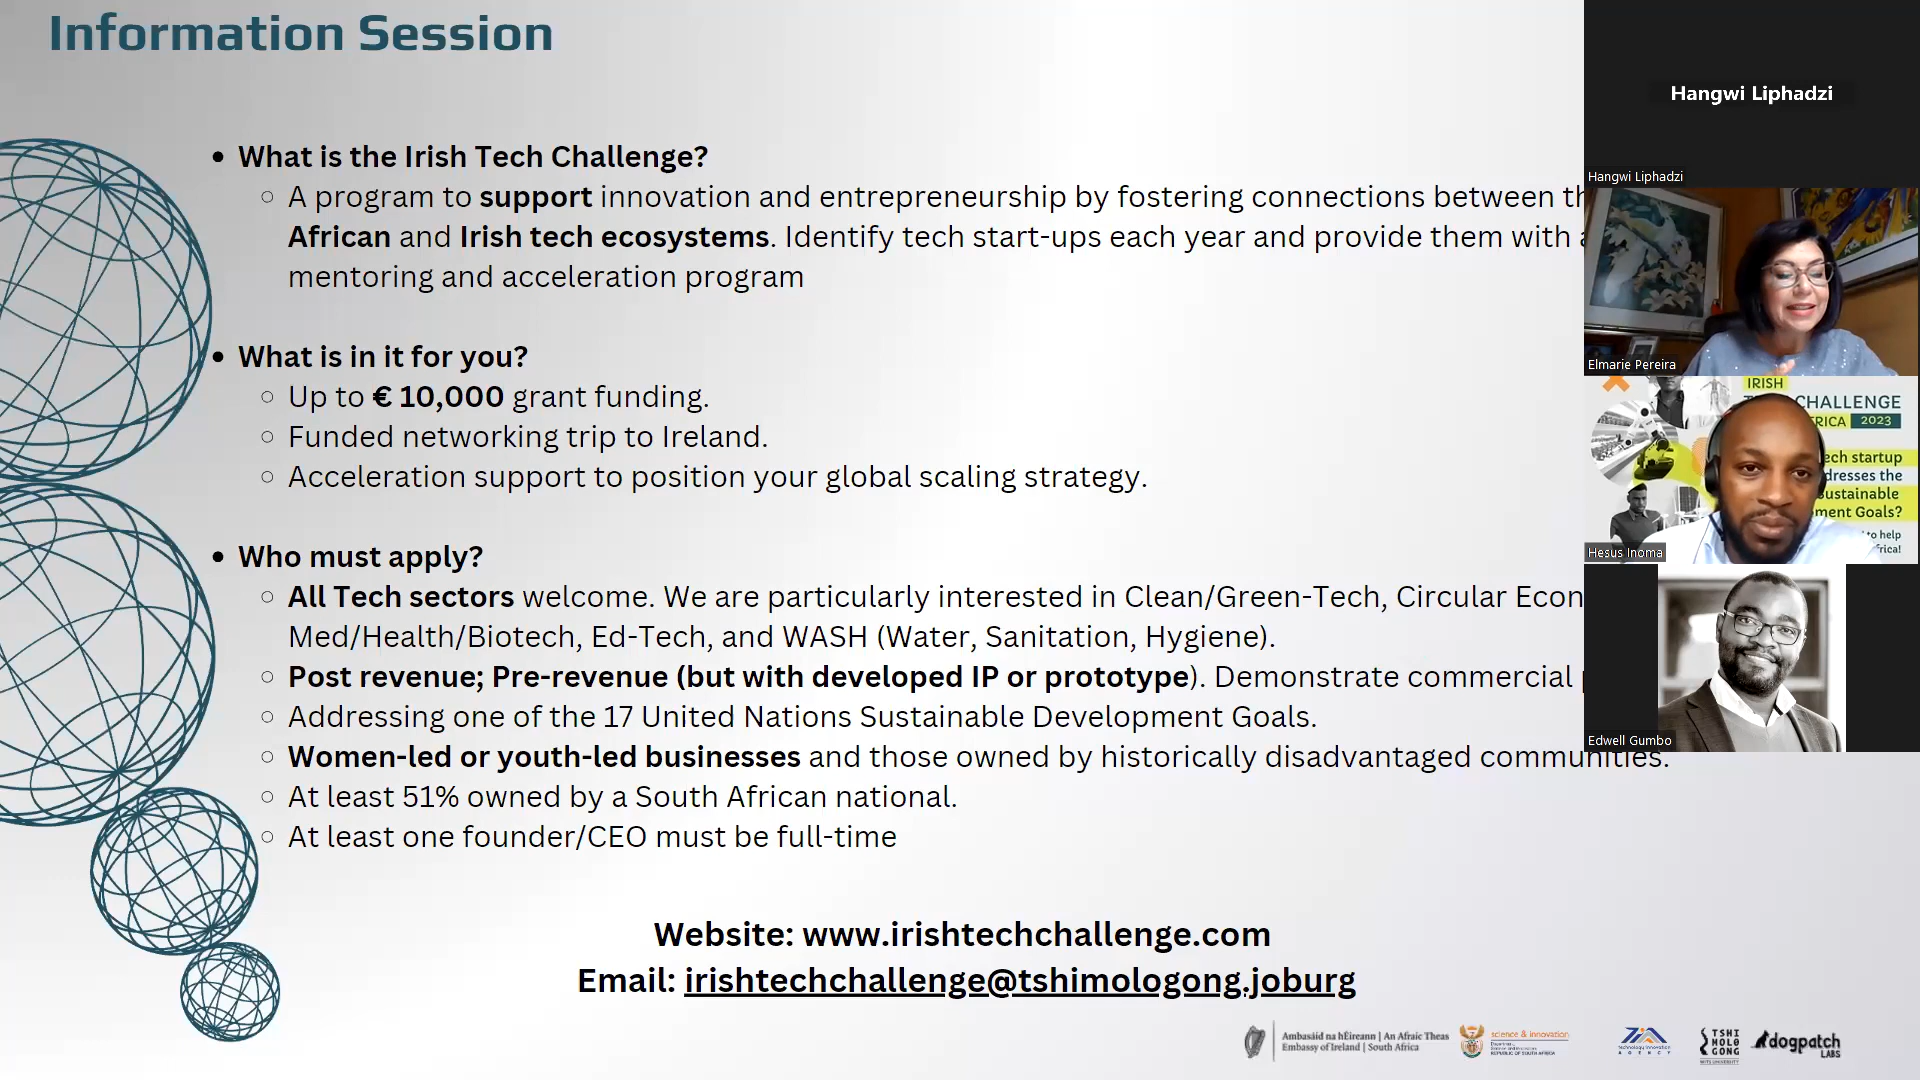 Information Session
What is the Irish Tech Challenge?
A program to support innovation and entrepreneurship by fostering connections between
African and Irish tech ecosystems. Identify tech start-ups each year and provide them with
mentoring and acceleration program
What is in it for you?
Up to € 10,000 grant funding.
Funded networking trip to Ireland.
Acceleration support to position your global scaling strategy.
Who must apply?
All Tech sectors welcome. We are particularly interested in Clean/Green-Tech, Circular Econ
Med/Health/Biotech, Ed-Tech, and WASH (Water, Sanitation, Hygiene).
Post revenue; Pre-revenue (but with developed IP or prototype). Demonstrate commercial
Addressing one of the 17 United Nations Sustainable Development Goals.
Women-led or youth-led businesses and those owned by historically disadvantaged communities.
At least 51% owned by a South African national.
At least one founder/CEO must be full-time
Website: www.irishtechchallenge.com
Email: irishtechchallenge@tshimologong.joburg
Ambasáid na hÉireann | An Afraic Theas
Embassy of Ireland | South Africa
science & innovation
REPUBLIC OF SOUTH AFRICA
technology innovation
AGENCY
TSHI
MOLO
GONG
dogpatch
LABS
Hangwi Liphadzi
Hangwi Liphadzi
Elmarie Pereira
IRISH
CHALLENGE
RICA 2023
ech startup
dresses the
sustainable
ment Goals?
to help
frica!
Hesus Inoma
Edwell Gumbo